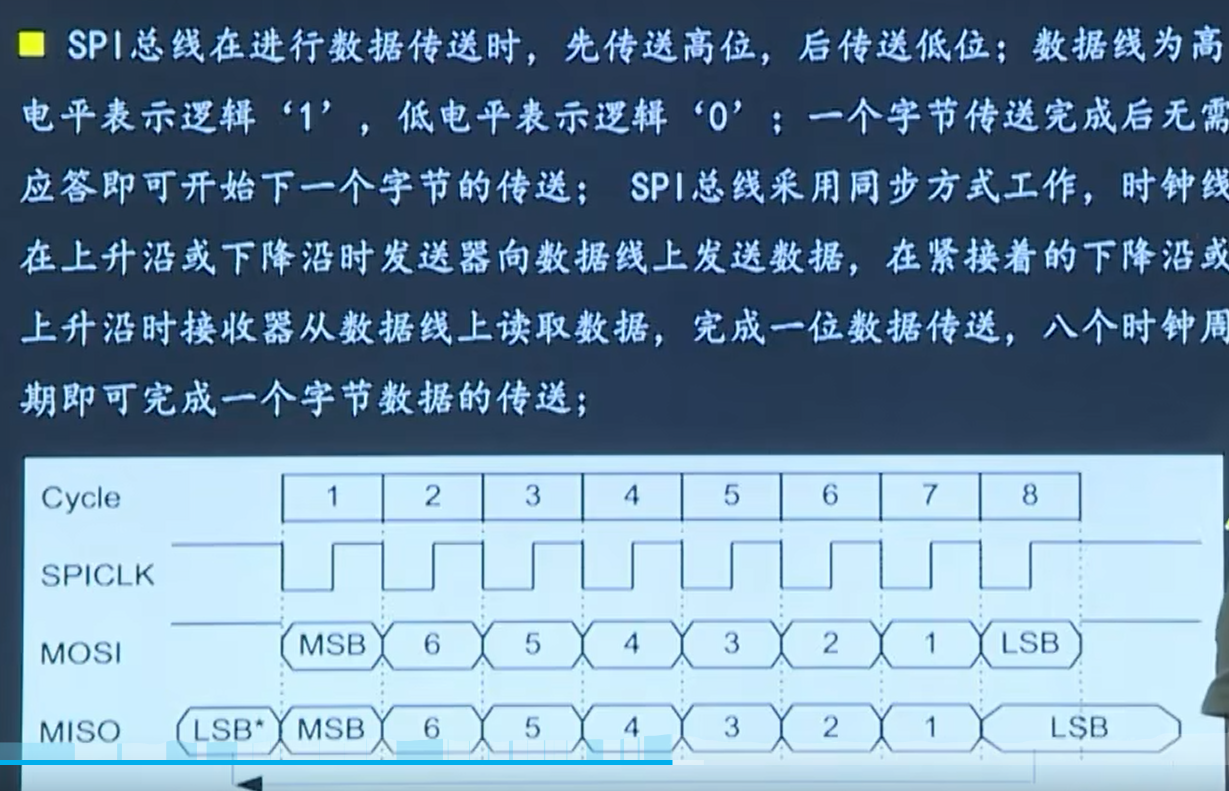 SPI总线在进行数据传送时，先传送高位，后传送低位；数据线为高
电平表示逻辑‘1’，低电平表示逻辑‘0’；一个字节传送完成后无需
应答即可开始下一个字节的传送； SPI总线采用同步方式工作，时钟线
在上升沿或下降沿时发送器向数据线上发送数据，在紧接着的下降沿或
上升沿时接收器从数据线上读取数据，完成一位数据传送，八个时钟周
期即可完成一个字节数据的传送；
Cycle 1 2 3 4 5 6 7 8
SPICLK
MOSI MSB 6 5 4 3 2 1 LSB
MISO LSB* MSB 6 5 4 3 2 1 LSB